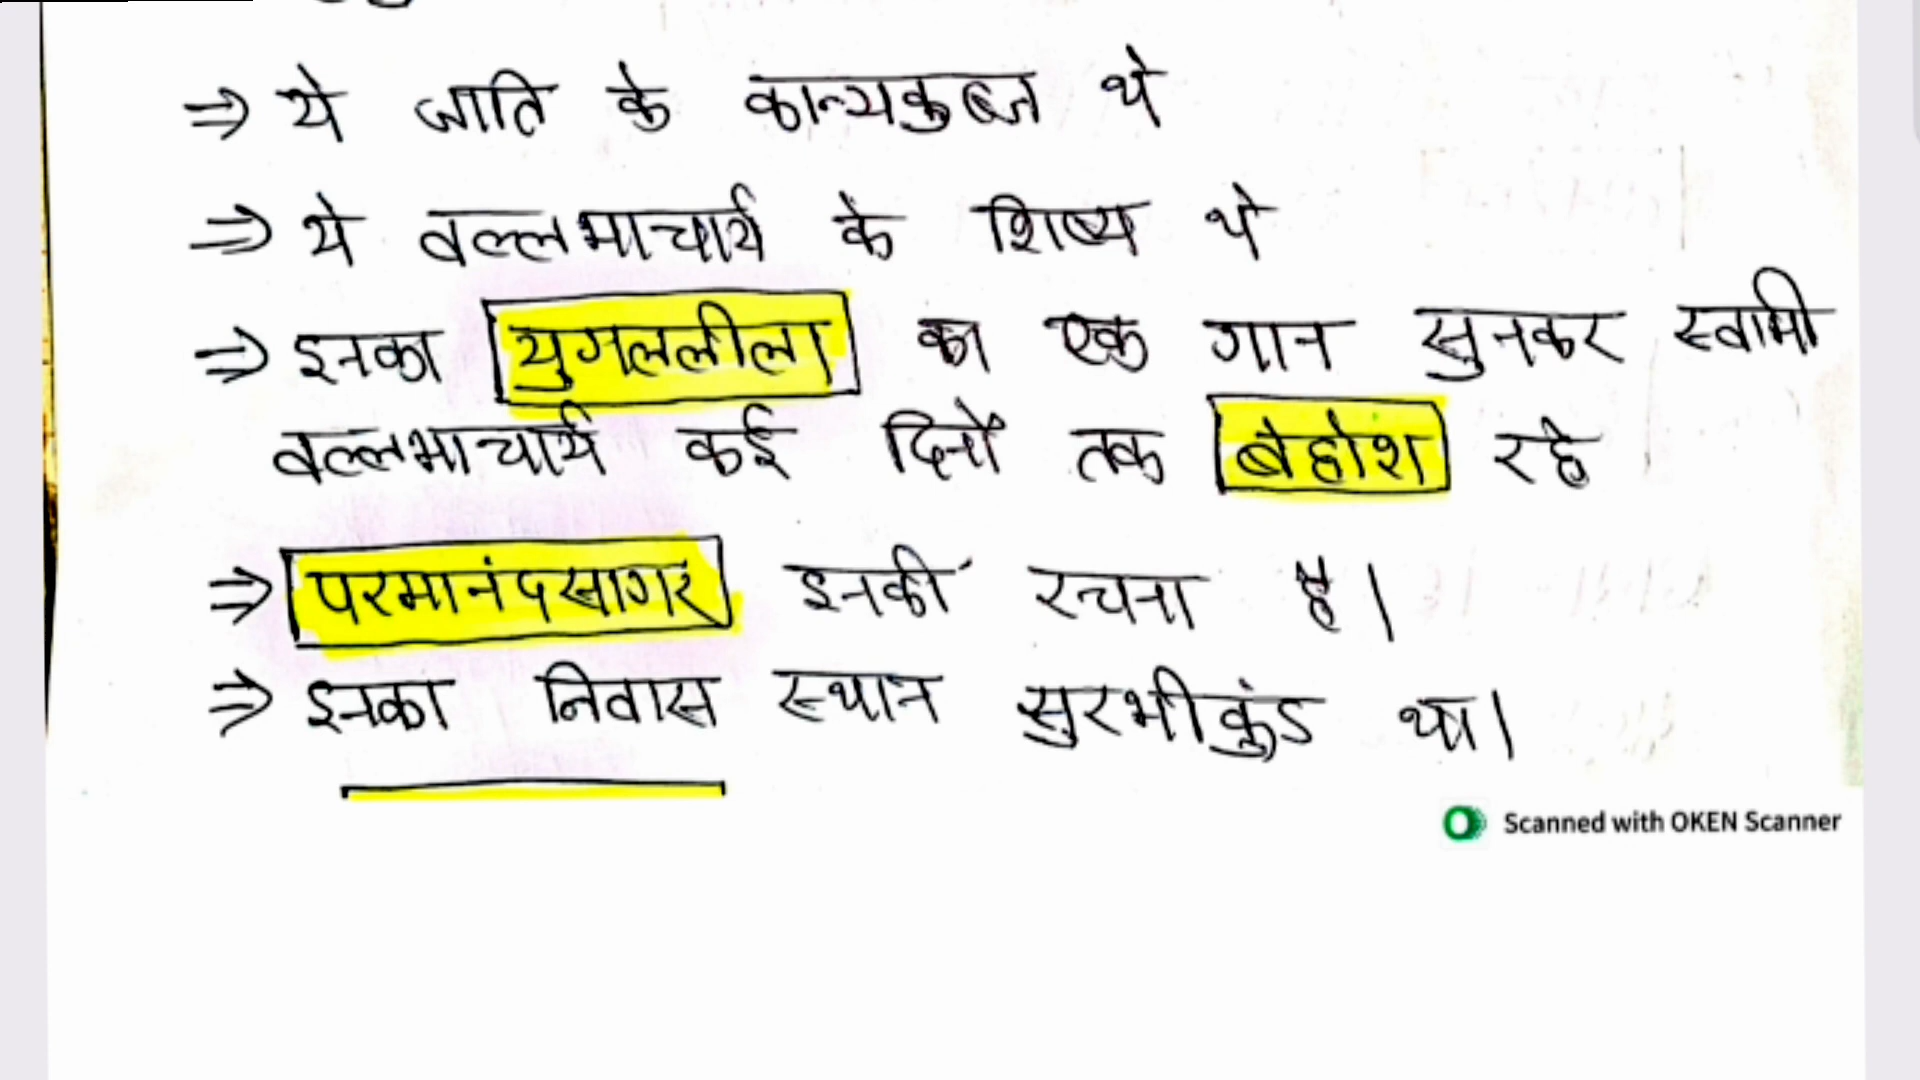 ⇒ ये जाति के कान्यकुब्ज थे
⇒ ये वल्लभाचार्य के शिष्य थे
⇒ इनका युगललीला का एक गान सुनकर स्वामी
वल्लभाचार्य कई दिनों तक बेहोश रहे
⇒ परमानंदसागर इनकी रचना है।
⇒ इनका निवास स्थान सुरभीकुंड था।
Scanned with OKEN Scanner